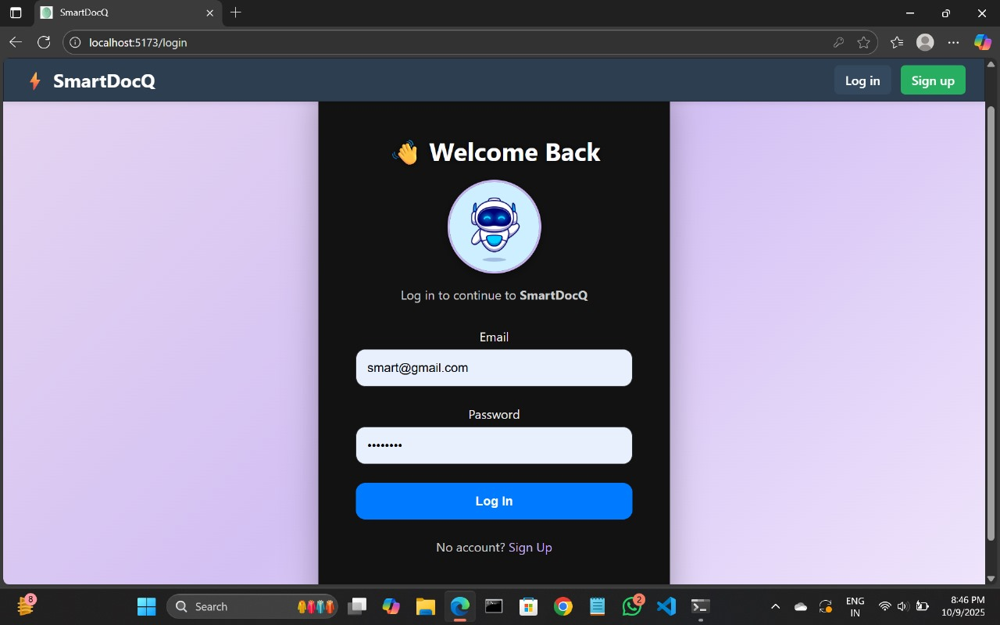 SmartDocQ
localhost:5173/login
SmartDocQ
Log in
Sign up
👋 Welcome Back
Log in to continue to SmartDocQ
Email
smart@gmail.com
Password
••••••••
Log In
No account? Sign Up
8
Search
2
ENG
IN
8:46 PM
10/9/2025